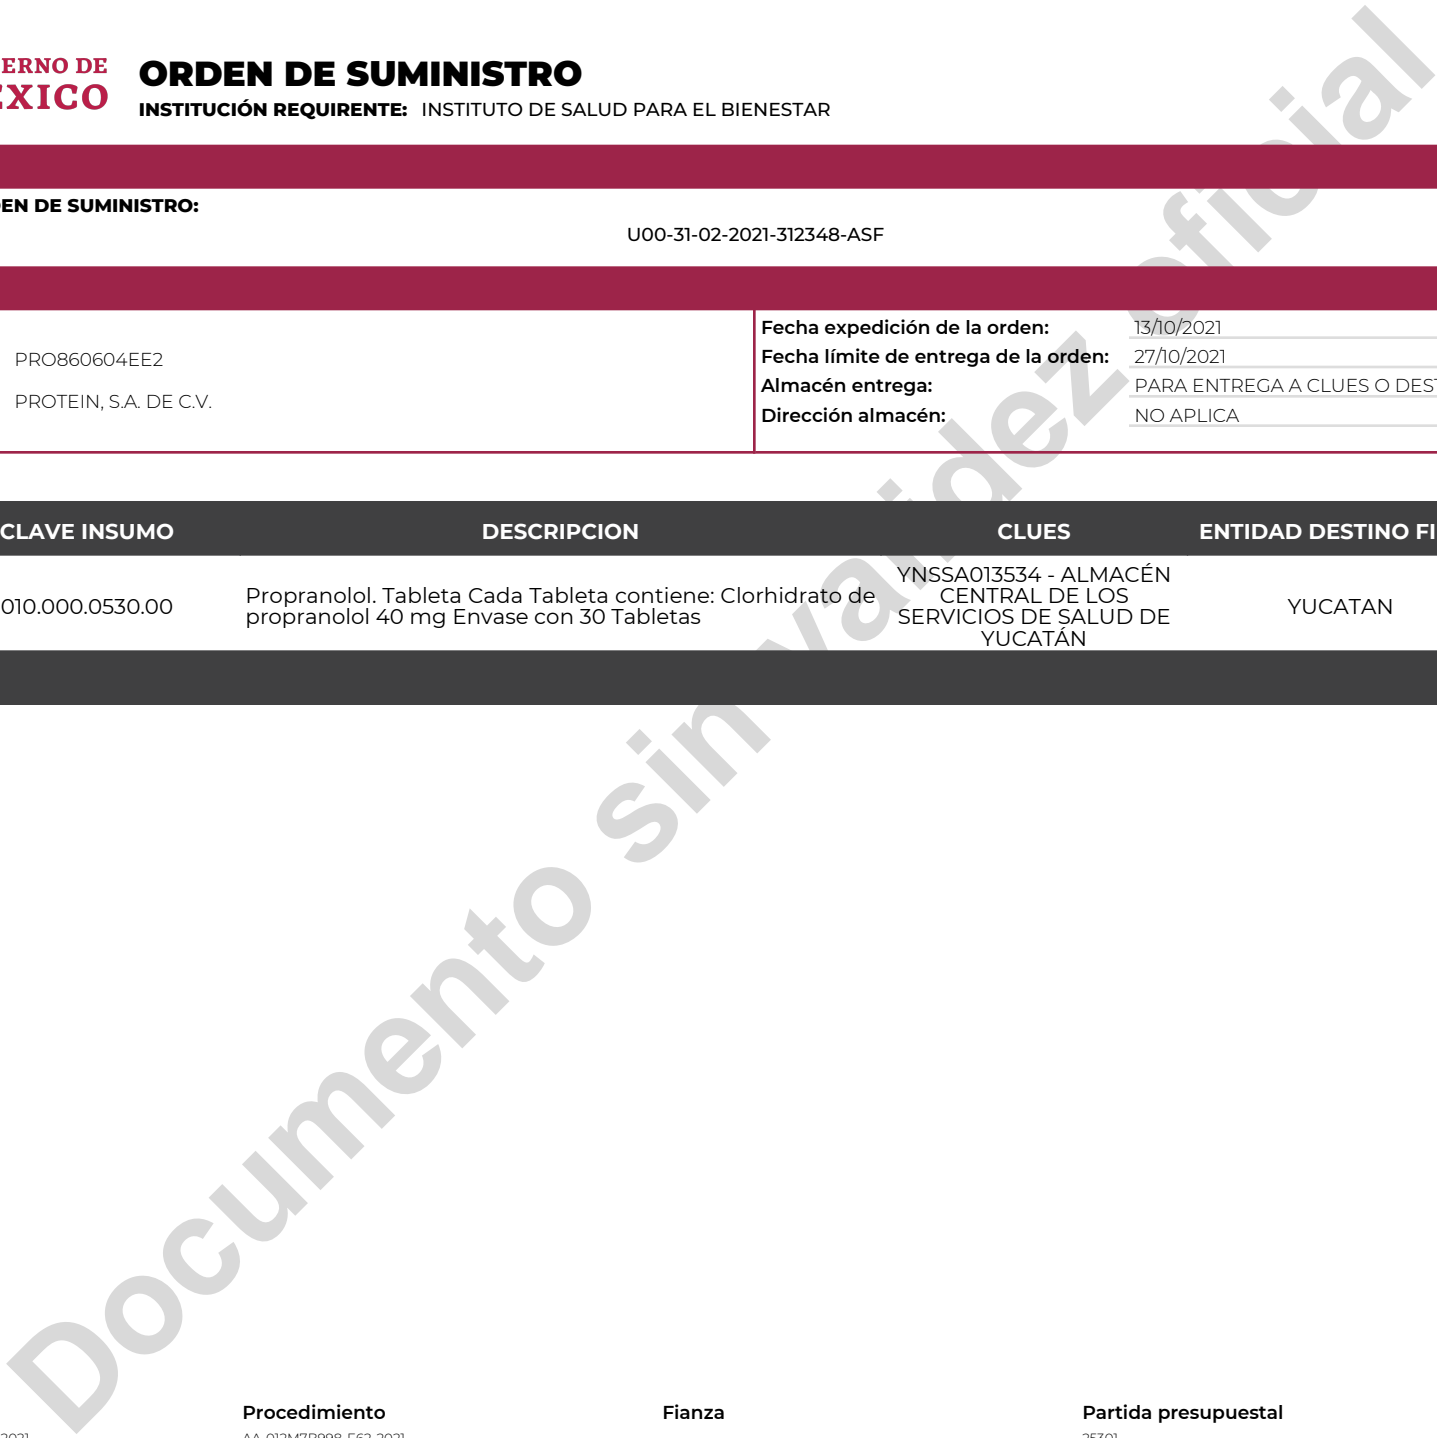 ERNO DE
EXICO
ORDEN DE SUMINISTRO
INSTITUCIÓN REQUIRENTE: INSTITUTO DE SALUD PARA EL BIENESTAR
EN DE SUMINISTRO:
U00-31-02-2021-312348-ASF
PRO860604EE2
PROTEIN, S.A. DE C.V.
Fecha expedición de la orden: 13/10/2021
Fecha límite de entrega de la orden: 27/10/2021
Almacén entrega: PARA ENTREGA A CLUES O DEST
Dirección almacén: NO APLICA
CLAVE INSUMO DESCRIPCION CLUES ENTIDAD DESTINO FI
010.000.0530.00
Propranolol. Tableta Cada Tableta contiene: Clorhidrato de
propranolol 40 mg Envase con 30 Tabletas
YNSSA013534 - ALMACÉN
CENTRAL DE LOS
SERVICIOS DE SALUD DE
YUCATÁN
YUCATAN
Documento sin validez oficial
Procedimiento Fianza Partida presupuestal